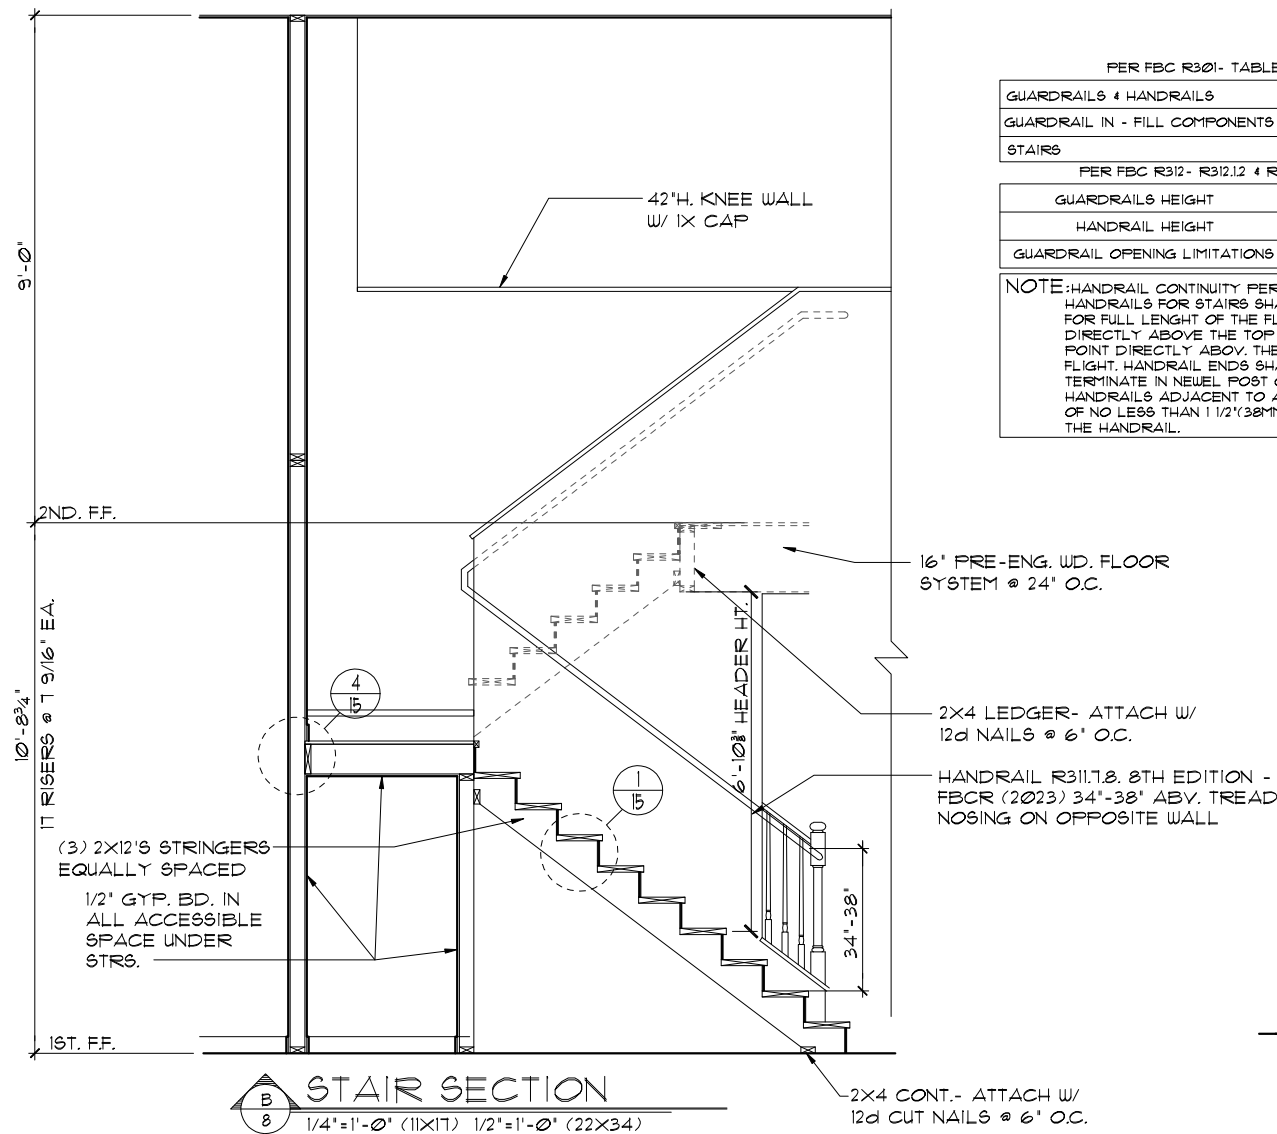 PER FBC R301- TABLE
GUARDRAILS & HANDRAILS
GUARDRAIL IN - FILL COMPONENTS
STAIRS
PER FBC R312- R312.1.2 & R
GUARDRAILS HEIGHT
HANDRAIL HEIGHT
GUARDRAIL OPENING LIMITATIONS
NOTE: HANDRAIL CONTINUITY PER
HANDRAILS FOR STAIRS SHA
FOR FULL LENGHT OF THE FL
DIRECTLY ABOVE THE TOP
POINT DIRECTLY ABOV. THE
FLIGHT. HANDRAIL ENDS SHA
TERMINATE IN NEWEL POST O
HANDRAILS ADJACENT TO A
OF NO LESS THAN 1 1/2"(38MM
THE HANDRAIL.
42"H. KNEE WALL
W/ 1X CAP
9'-0"
2ND. F.F.
16" PRE-ENG. WD. FLOOR
SYSTEM @ 24" O.C.
10'-8¾"
17 RISERS @ 7 9/16" EA.
6'-10⅜" HEADER HT.
4
15
2X4 LEDGER- ATTACH W/
12d NAILS @ 6" O.C.
1
15
HANDRAIL R311.7.8. 8TH EDITION -
FBCR (2023) 34"-38" ABV. TREAD
NOSING ON OPPOSITE WALL
(3) 2X12'S STRINGERS
EQUALLY SPACED
1/2" GYP. BD. IN
ALL ACCESSIBLE
SPACE UNDER
STRS.
34"-38"
1ST. F.F.
B
8
STAIR SECTION
1/4"=1'-0" (11X17) 1/2"=1'-0" (22X34)
2X4 CONT.- ATTACH W/
12d CUT NAILS @ 6" O.C.